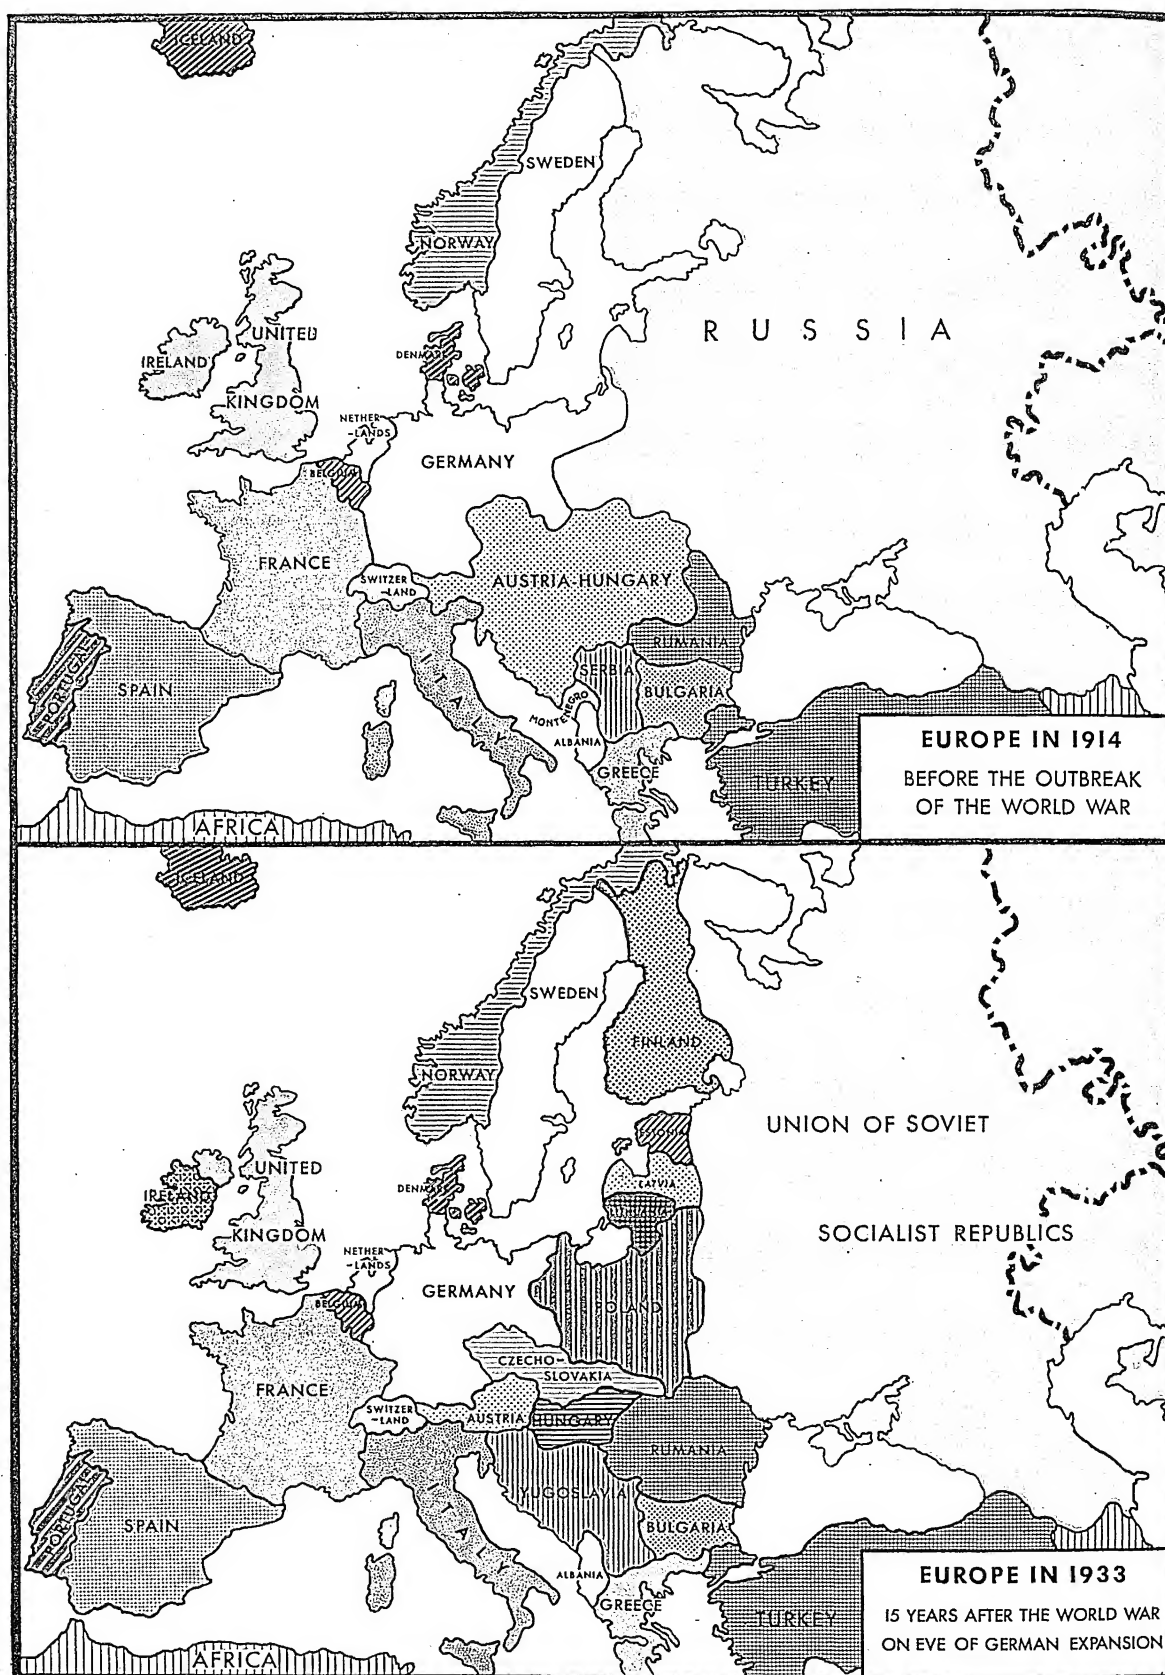 ICELAND
SWEDEN
NORWAY
RUSSIA
UNITED
KINGDOM
IRELAND
DENMARK
NETHER
-LANDS
BELGIUM
GERMANY
FRANCE
SWITZER
-LAND
AUSTRIA-HUNGARY
RUMANIA
SERBIA
BULGARIA
MONTENEGRO
ALBANIA
ITALY
GREECE
TURKEY
PORTUGAL
SPAIN
AFRICA
EUROPE IN 1914
BEFORE THE OUTBREAK
OF THE WORLD WAR
ICELAND
SWEDEN
FINLAND
NORWAY
UNION OF SOVIET
SOCIALIST REPUBLICS
LATVIA
UNITED
KINGDOM
IRELAND
DENMARK
NETHER
-LANDS
BELGIUM
GERMANY
POLAND
CZECHO-
SLOVAKIA
FRANCE
SWITZER
-LAND
AUSTRIA
HUNGARY
RUMANIA
YUGOSLAVIA
BULGARIA
ITALY
ALBANIA
GREECE
TURKEY
PORTUGAL
SPAIN
AFRICA
EUROPE IN 1933
15 YEARS AFTER THE WORLD WAR
ON EVE OF GERMAN EXPANSION